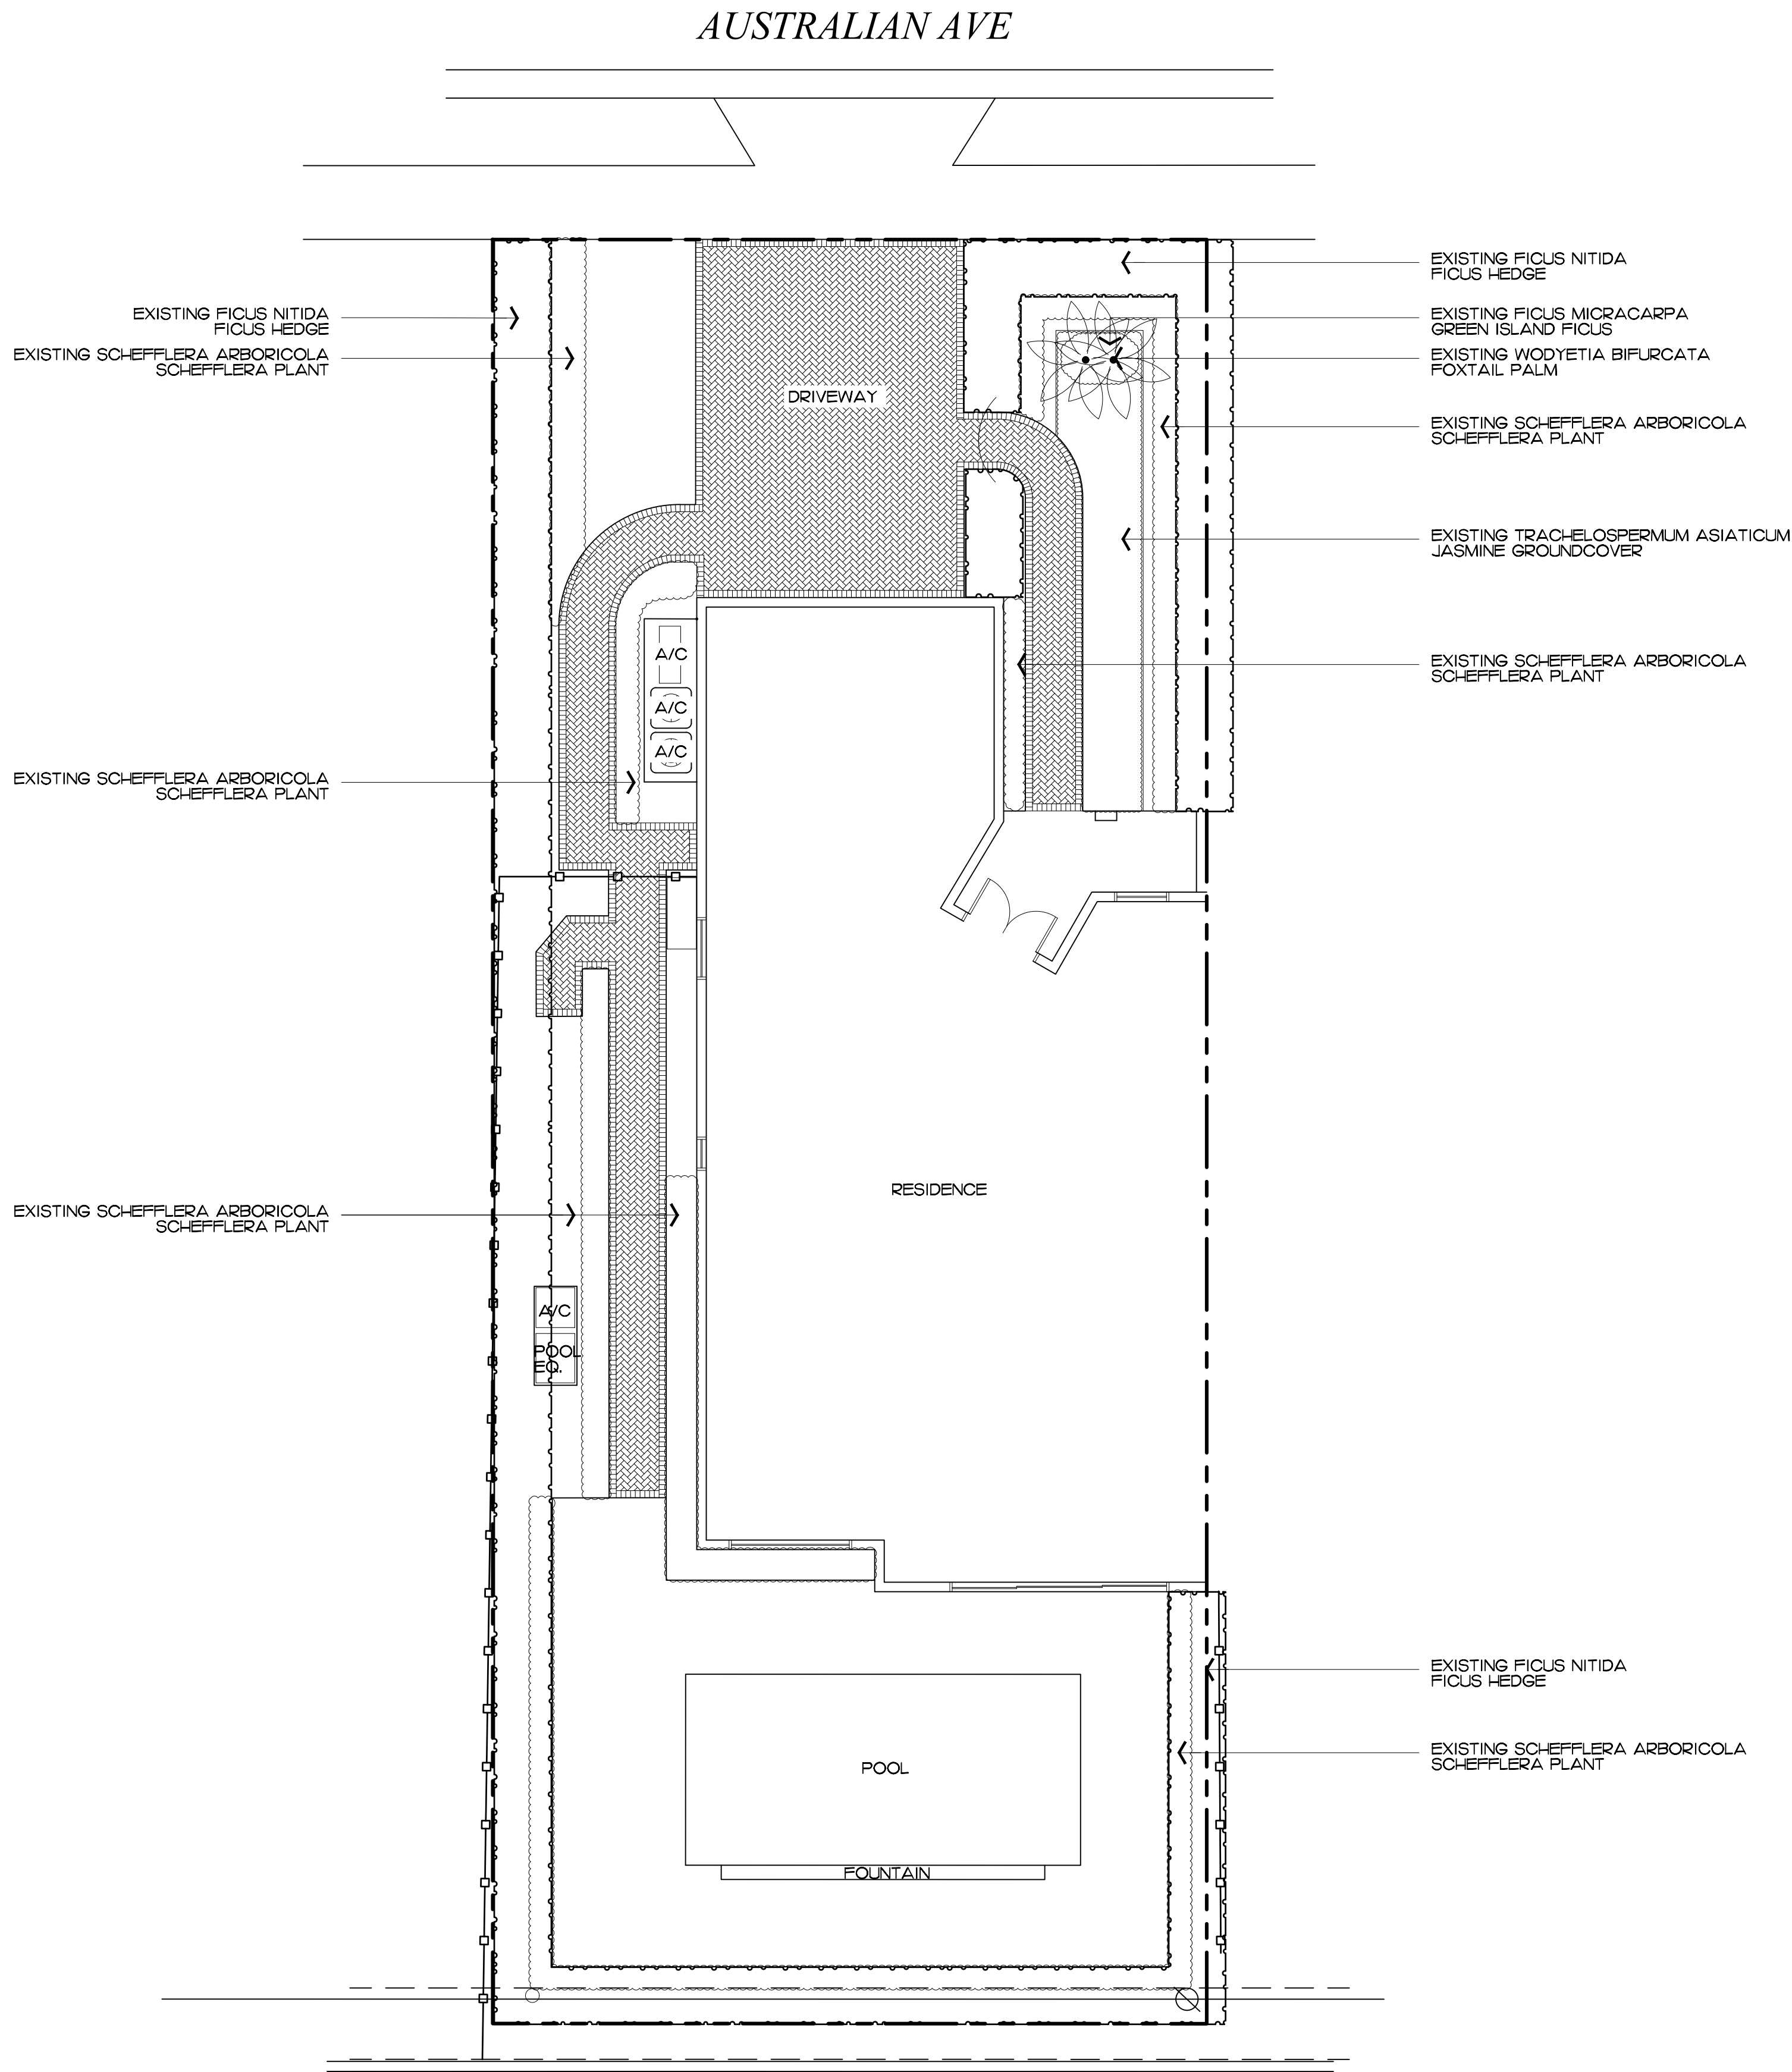 AUSTRALIAN AVE
EXISTING FICUS NITIDA
FICUS HEDGE
EXISTING SCHEFFLERA ARBORICOLA
SCHEFFLERA PLANT
EXISTING FICUS NITIDA
FICUS HEDGE
EXISTING FICUS MICRACARPA
GREEN ISLAND FICUS
EXISTING WODYETIA BIFURCATA
FOXTAIL PALM
DRIVEWAY
EXISTING SCHEFFLERA ARBORICOLA
SCHEFFLERA PLANT
EXISTING TRACHELOSPERMUM ASIATICUM
JASMINE GROUNDCOVER
A/C
A/C
A/C
EXISTING SCHEFFLERA ARBORICOLA
SCHEFFLERA PLANT
EXISTING SCHEFFLERA ARBORICOLA
SCHEFFLERA PLANT
RESIDENCE
EXISTING SCHEFFLERA ARBORICOLA
SCHEFFLERA PLANT
A/C
POOL
EQ.
EXISTING FICUS NITIDA
FICUS HEDGE
EXISTING SCHEFFLERA ARBORICOLA
SCHEFFLERA PLANT
POOL
FOUNTAIN